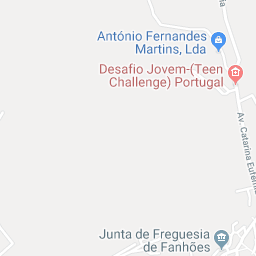 António Fernandes
Martins, Lda
Desafio Jovem-(Teen
Challenge) Portugal
Av. Catarina Eufémia
Junta de Freguesia
de Fanhões